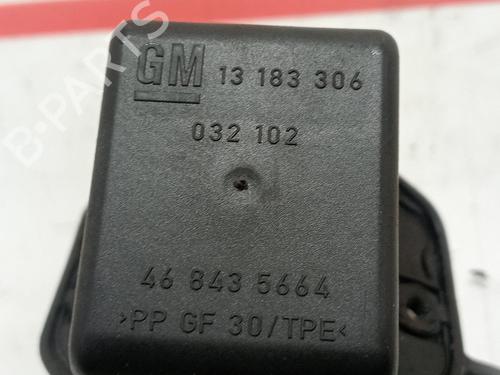 GM 13 183 306
032 102
46 843 5664
>PP GF 30/TPE<
B-PARTS